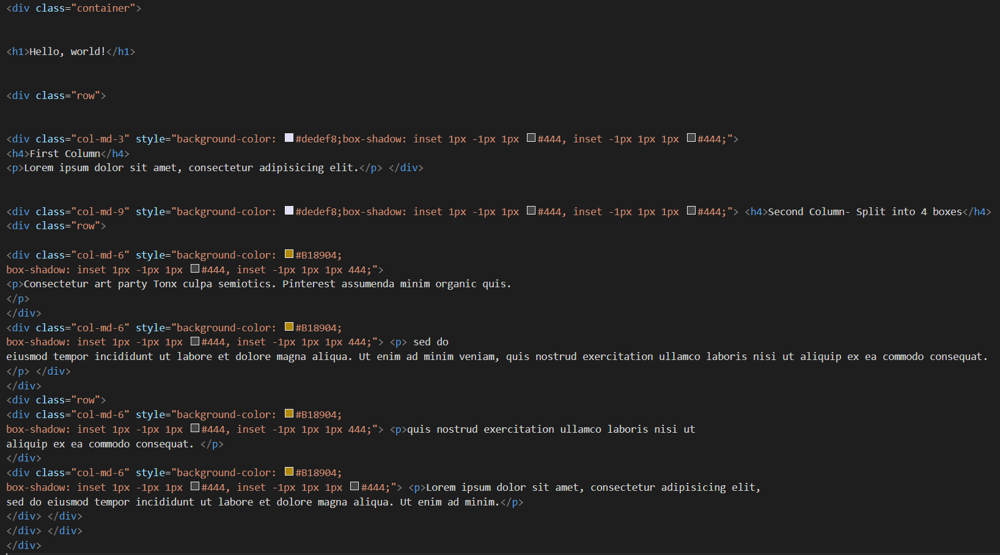 <div class="container">
<h1>Hello, world!</h1>
<div class="row">
<div class="col-md-3" style="background-color: #dedef8;box-shadow: inset 1px -1px 1px #444, inset -1px 1px 1px #444;">
<h4>First Column</h4>
<p>Lorem ipsum dolor sit amet, consectetur adipisicing elit.</p> </div>
<div class="col-md-9" style="background-color: #dedef8;box-shadow: inset 1px -1px 1px #444, inset -1px 1px 1px #444;"> <h4>Second Column- Split into 4 boxes</h4>
<div class="row">
<div class="col-md-6" style="background-color: #B18904;
box-shadow: inset 1px -1px 1px #444, inset -1px 1px 1px 444;">
<p>Consectetur art party Tonx culpa semiotics. Pinterest assumenda minim organic quis.
</p>
</div>
<div class="col-md-6" style="background-color: #B18904;
box-shadow: inset 1px -1px 1px #444, inset -1px 1px 1px 444;"> <p> sed do
eiusmod tempor incididunt ut labore et dolore magna aliqua. Ut enim ad minim veniam, quis nostrud exercitation ullamco laboris nisi ut aliquip ex ea commodo consequat.
</p> </div>
</div>
<div class="row">
<div class="col-md-6" style="background-color: #B18904;
box-shadow: inset 1px -1px 1px #444, inset -1px 1px 1px 444;"> <p>quis nostrud exercitation ullamco laboris nisi ut
aliquip ex ea commodo consequat. </p>
</div>
<div class="col-md-6" style="background-color: #B18904;
box-shadow: inset 1px -1px 1px #444, inset -1px 1px 1px #444;"> <p>Lorem ipsum dolor sit amet, consectetur adipisicing elit,
sed do eiusmod tempor incididunt ut labore et dolore magna aliqua. Ut enim ad minim.</p>
</div> </div>
</div> </div>
</div>